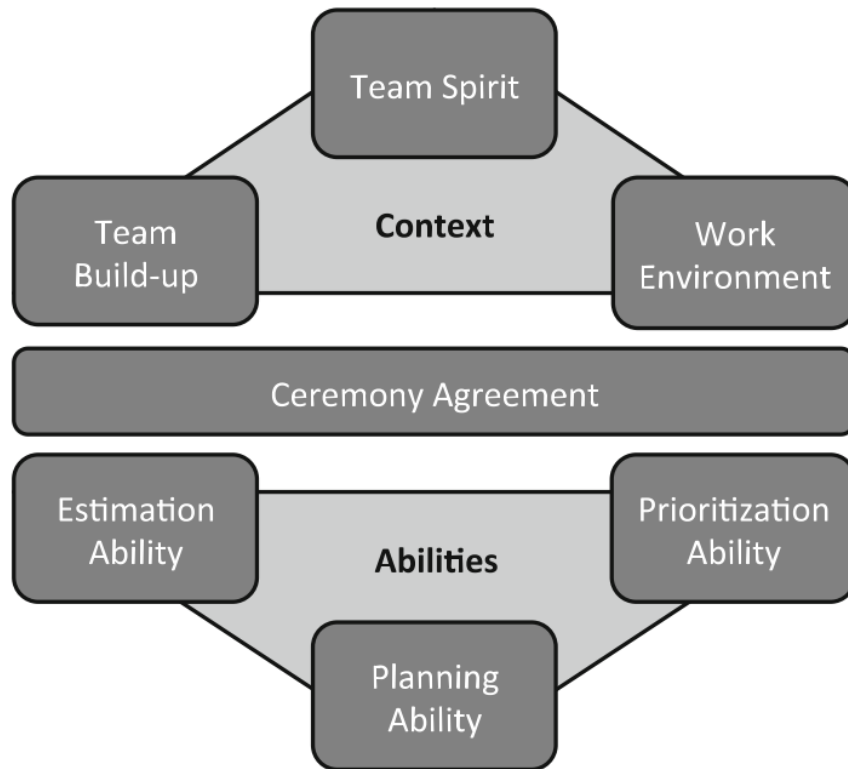 Team Spirit
Team
Build-up
Context
Work
Environment
Ceremony Agreement
Estimation
Ability
Abilities
Prioritization
Ability
Planning
Ability